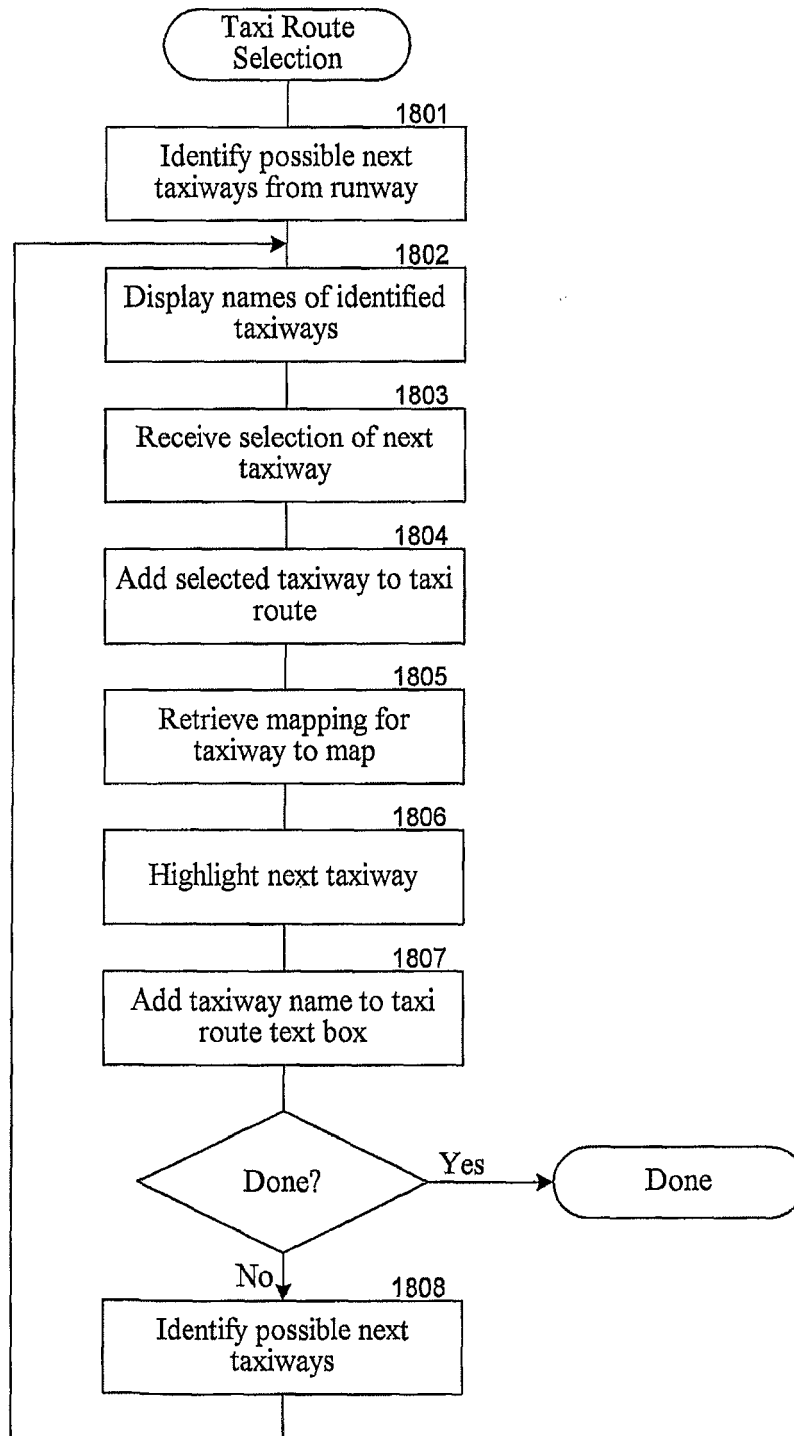 Taxi Route
Selection
1801
Identify possible next
taxiways from runway
1802
Display names of identified
taxiways
1803
Receive selection of next
taxiway
1804
Add selected taxiway to taxi
route
1805
Retrieve mapping for
taxiway to map
1806
Highlight next taxiway
1807
Add taxiway name to taxi
route text box
Done?
Yes
Done
No
1808
Identify possible next
taxiways